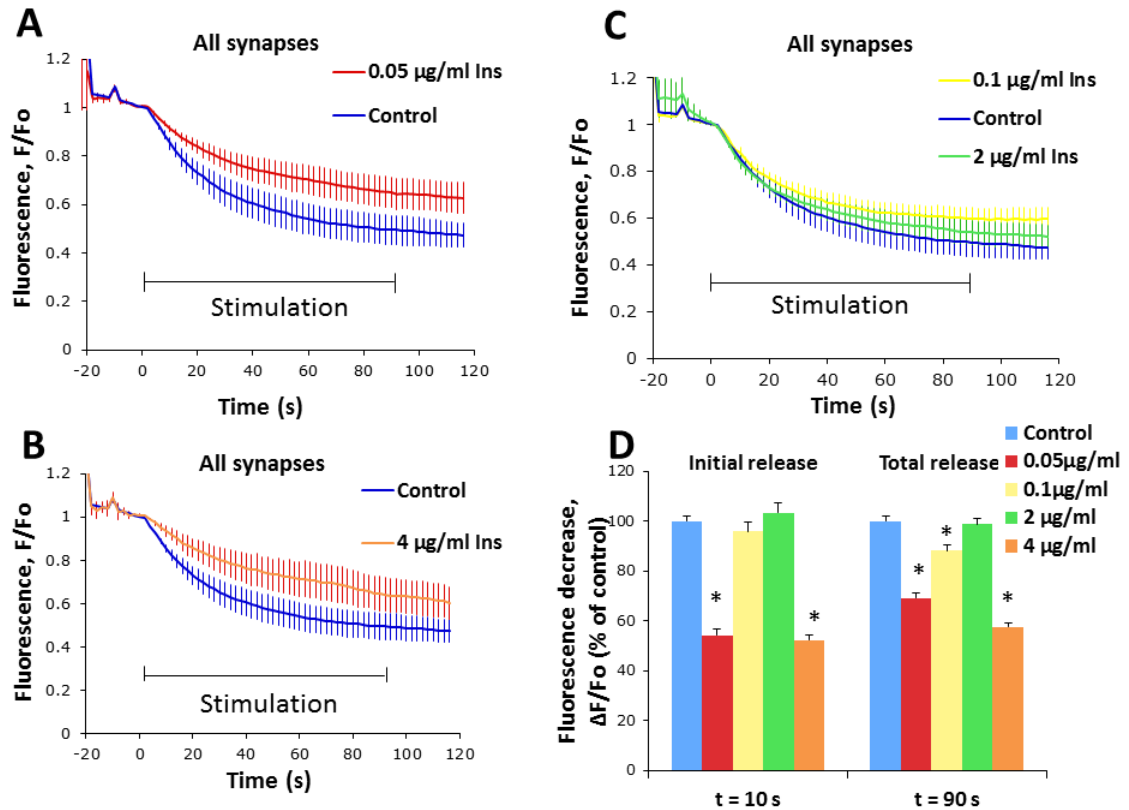 A
All synapses
0.05 µg/ml Ins
Control
Fluorescence, F/Fo
1.2
1
0.8
0.6
0.4
0.2
0
Stimulation
-20 0 20 40 60 80 100 120
Time (s)
C
All synapses
0.1 µg/ml Ins
Control
2 µg/ml Ins
Fluorescence, F/Fo
1.2
1
0.8
0.6
0.4
0.2
0
Stimulation
-20 0 20 40 60 80 100 120
Time (s)
B
All synapses
Control
4 µg/ml Ins
Fluorescence, F/Fo
1.2
1
0.8
0.6
0.4
0.2
0
Stimulation
-20 0 20 40 60 80 100 120
Time (s)
D
Control
0.05µg/ml
0.1µg/ml
2 µg/ml
4 µg/ml
Initial release
Total release
Fluorescence decrease,
ΔF/Fo (% of control)
120
100
80
60
40
20
0
* * * * *
t = 10 s
t = 90 s